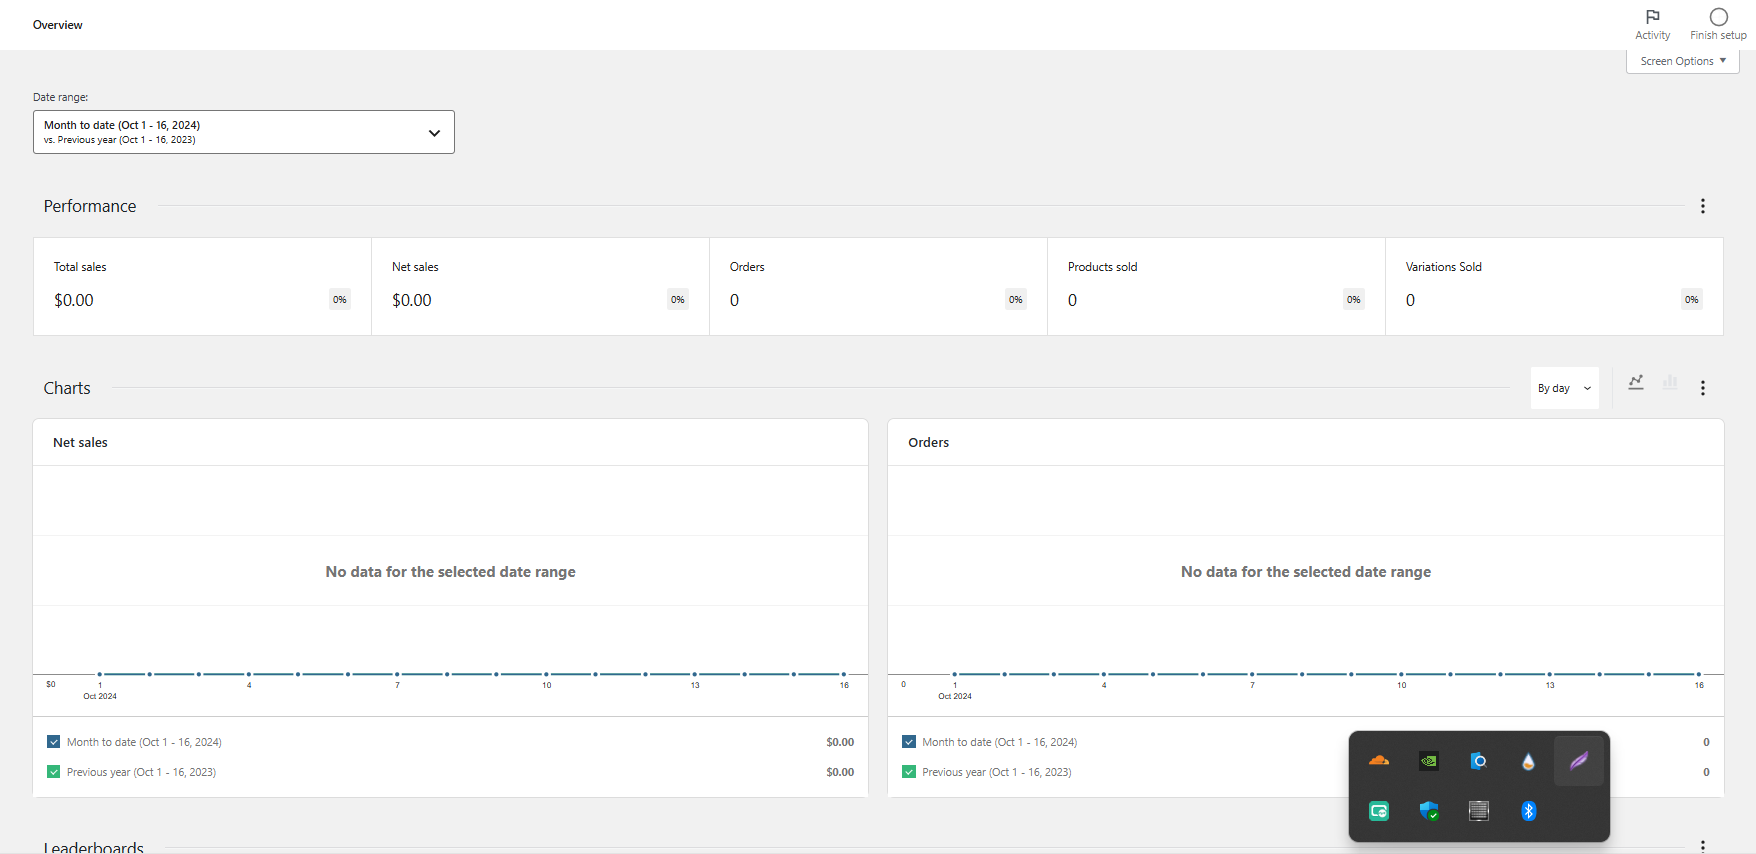 Overview
Activity
Finish setup
Screen Options
Date range:
Month to date (Oct 1 - 16, 2024)
vs. Previous year (Oct 1 - 16, 2023)
Performance
Total sales
$0.00
0%
Net sales
$0.00
0%
Orders
0
0%
Products sold
0
0%
Variations Sold
0
0%
Charts
By day
Net sales
No data for the selected date range
$0
1
4
7
10
13
16
Oct 2024
Month to date (Oct 1 - 16, 2024)
$0.00
Previous year (Oct 1 - 16, 2023)
$0.00
Orders
No data for the selected date range
0
1
4
7
10
13
16
Oct 2024
Month to date (Oct 1 - 16, 2024)
0
Previous year (Oct 1 - 16, 2023)
0
Leaderboards